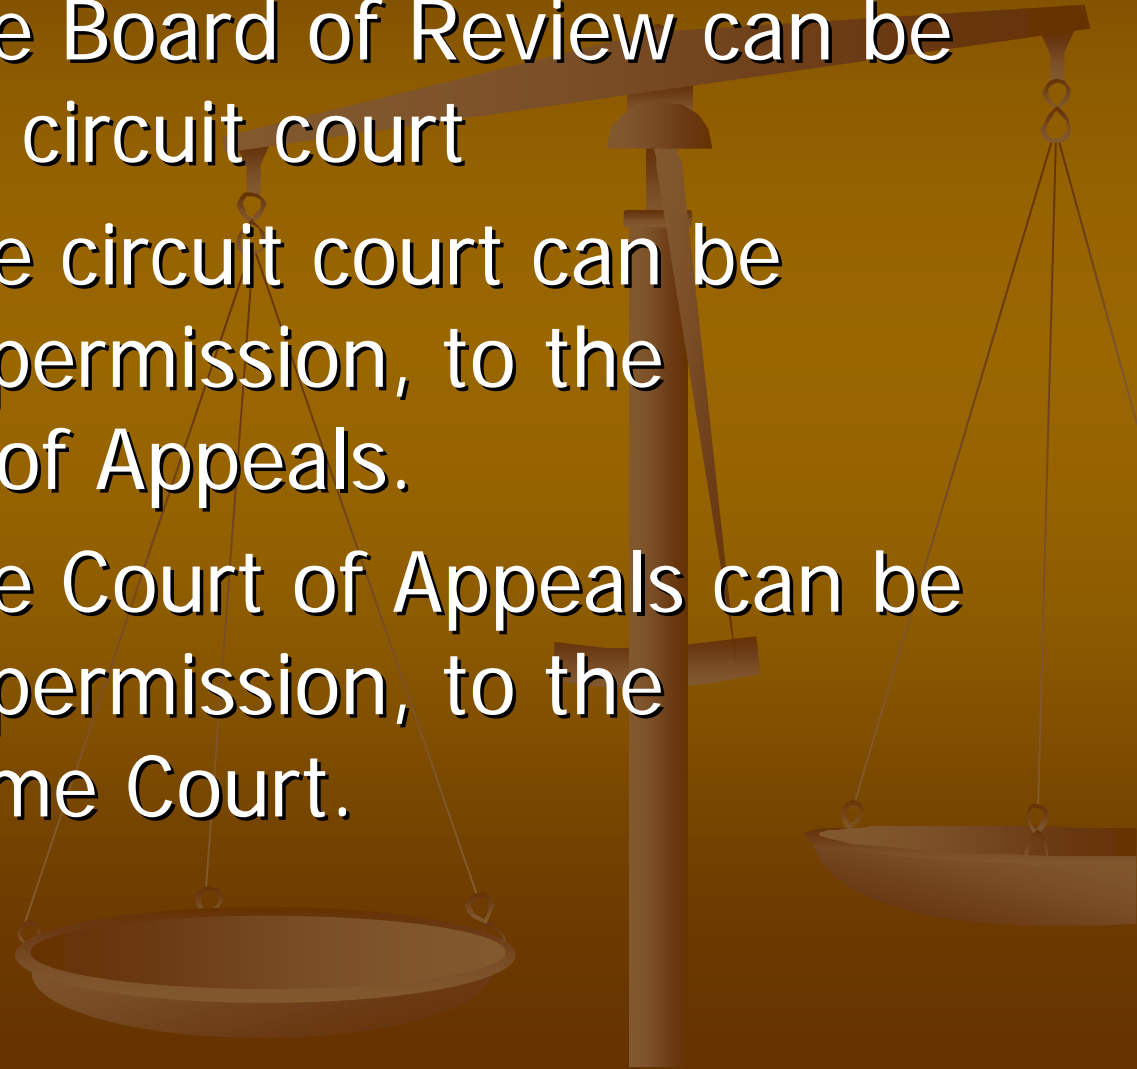 e Board of Review can be
circuit court
e circuit court can be
permission, to the
of Appeals.
e Court of Appeals can be
permission, to the
me Court.